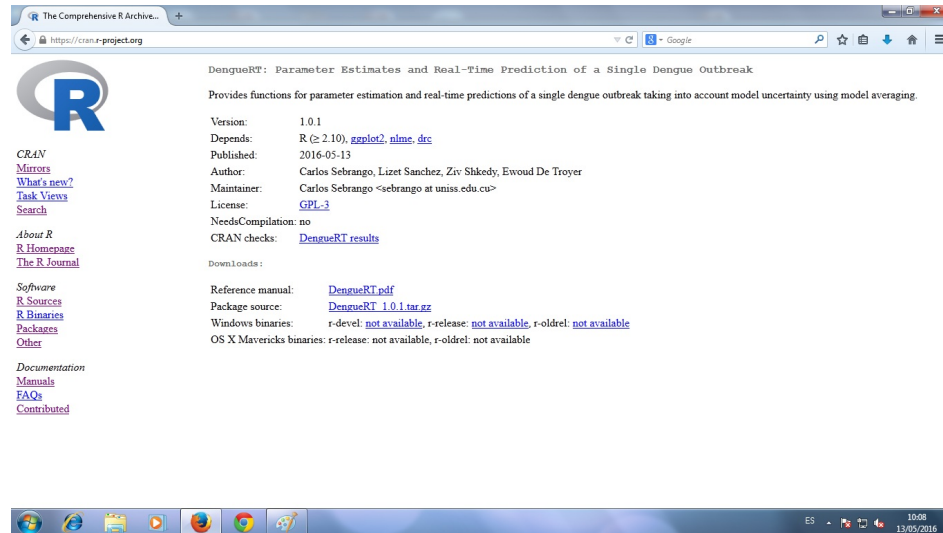 The Comprehensive R Archive...
https://cran.r-project.org
Google
R
CRAN
Mirrors
What's new?
Task Views
Search
About R
R Homepage
The R Journal
Software
R Sources
R Binaries
Packages
Other
Documentation
Manuals
FAQs
Contributed
DengueRT: Parameter Estimates and Real-Time Prediction of a Single Dengue Outbreak
Provides functions for parameter estimation and real-time predictions of a single dengue outbreak taking into account model uncertainty using model averaging.
Version: 1.0.1
Depends: R (≥ 2.10), ggplot2, nlme, drc
Published: 2016-05-13
Author: Carlos Sebrango, Lizet Sanchez, Ziv Shkedy, Ewoud De Troyer
Maintainer: Carlos Sebrango <sebrango at uniss.edu.cu>
License: GPL-3
NeedsCompilation: no
CRAN checks: DengueRT results
Downloads:
Reference manual: DengueRT.pdf
Package source: DengueRT_1.0.1.tar.gz
Windows binaries: r-devel: not available, r-release: not available, r-oldrel: not available
OS X Mavericks binaries: r-release: not available, r-oldrel: not available
ES
10:08
13/05/2016